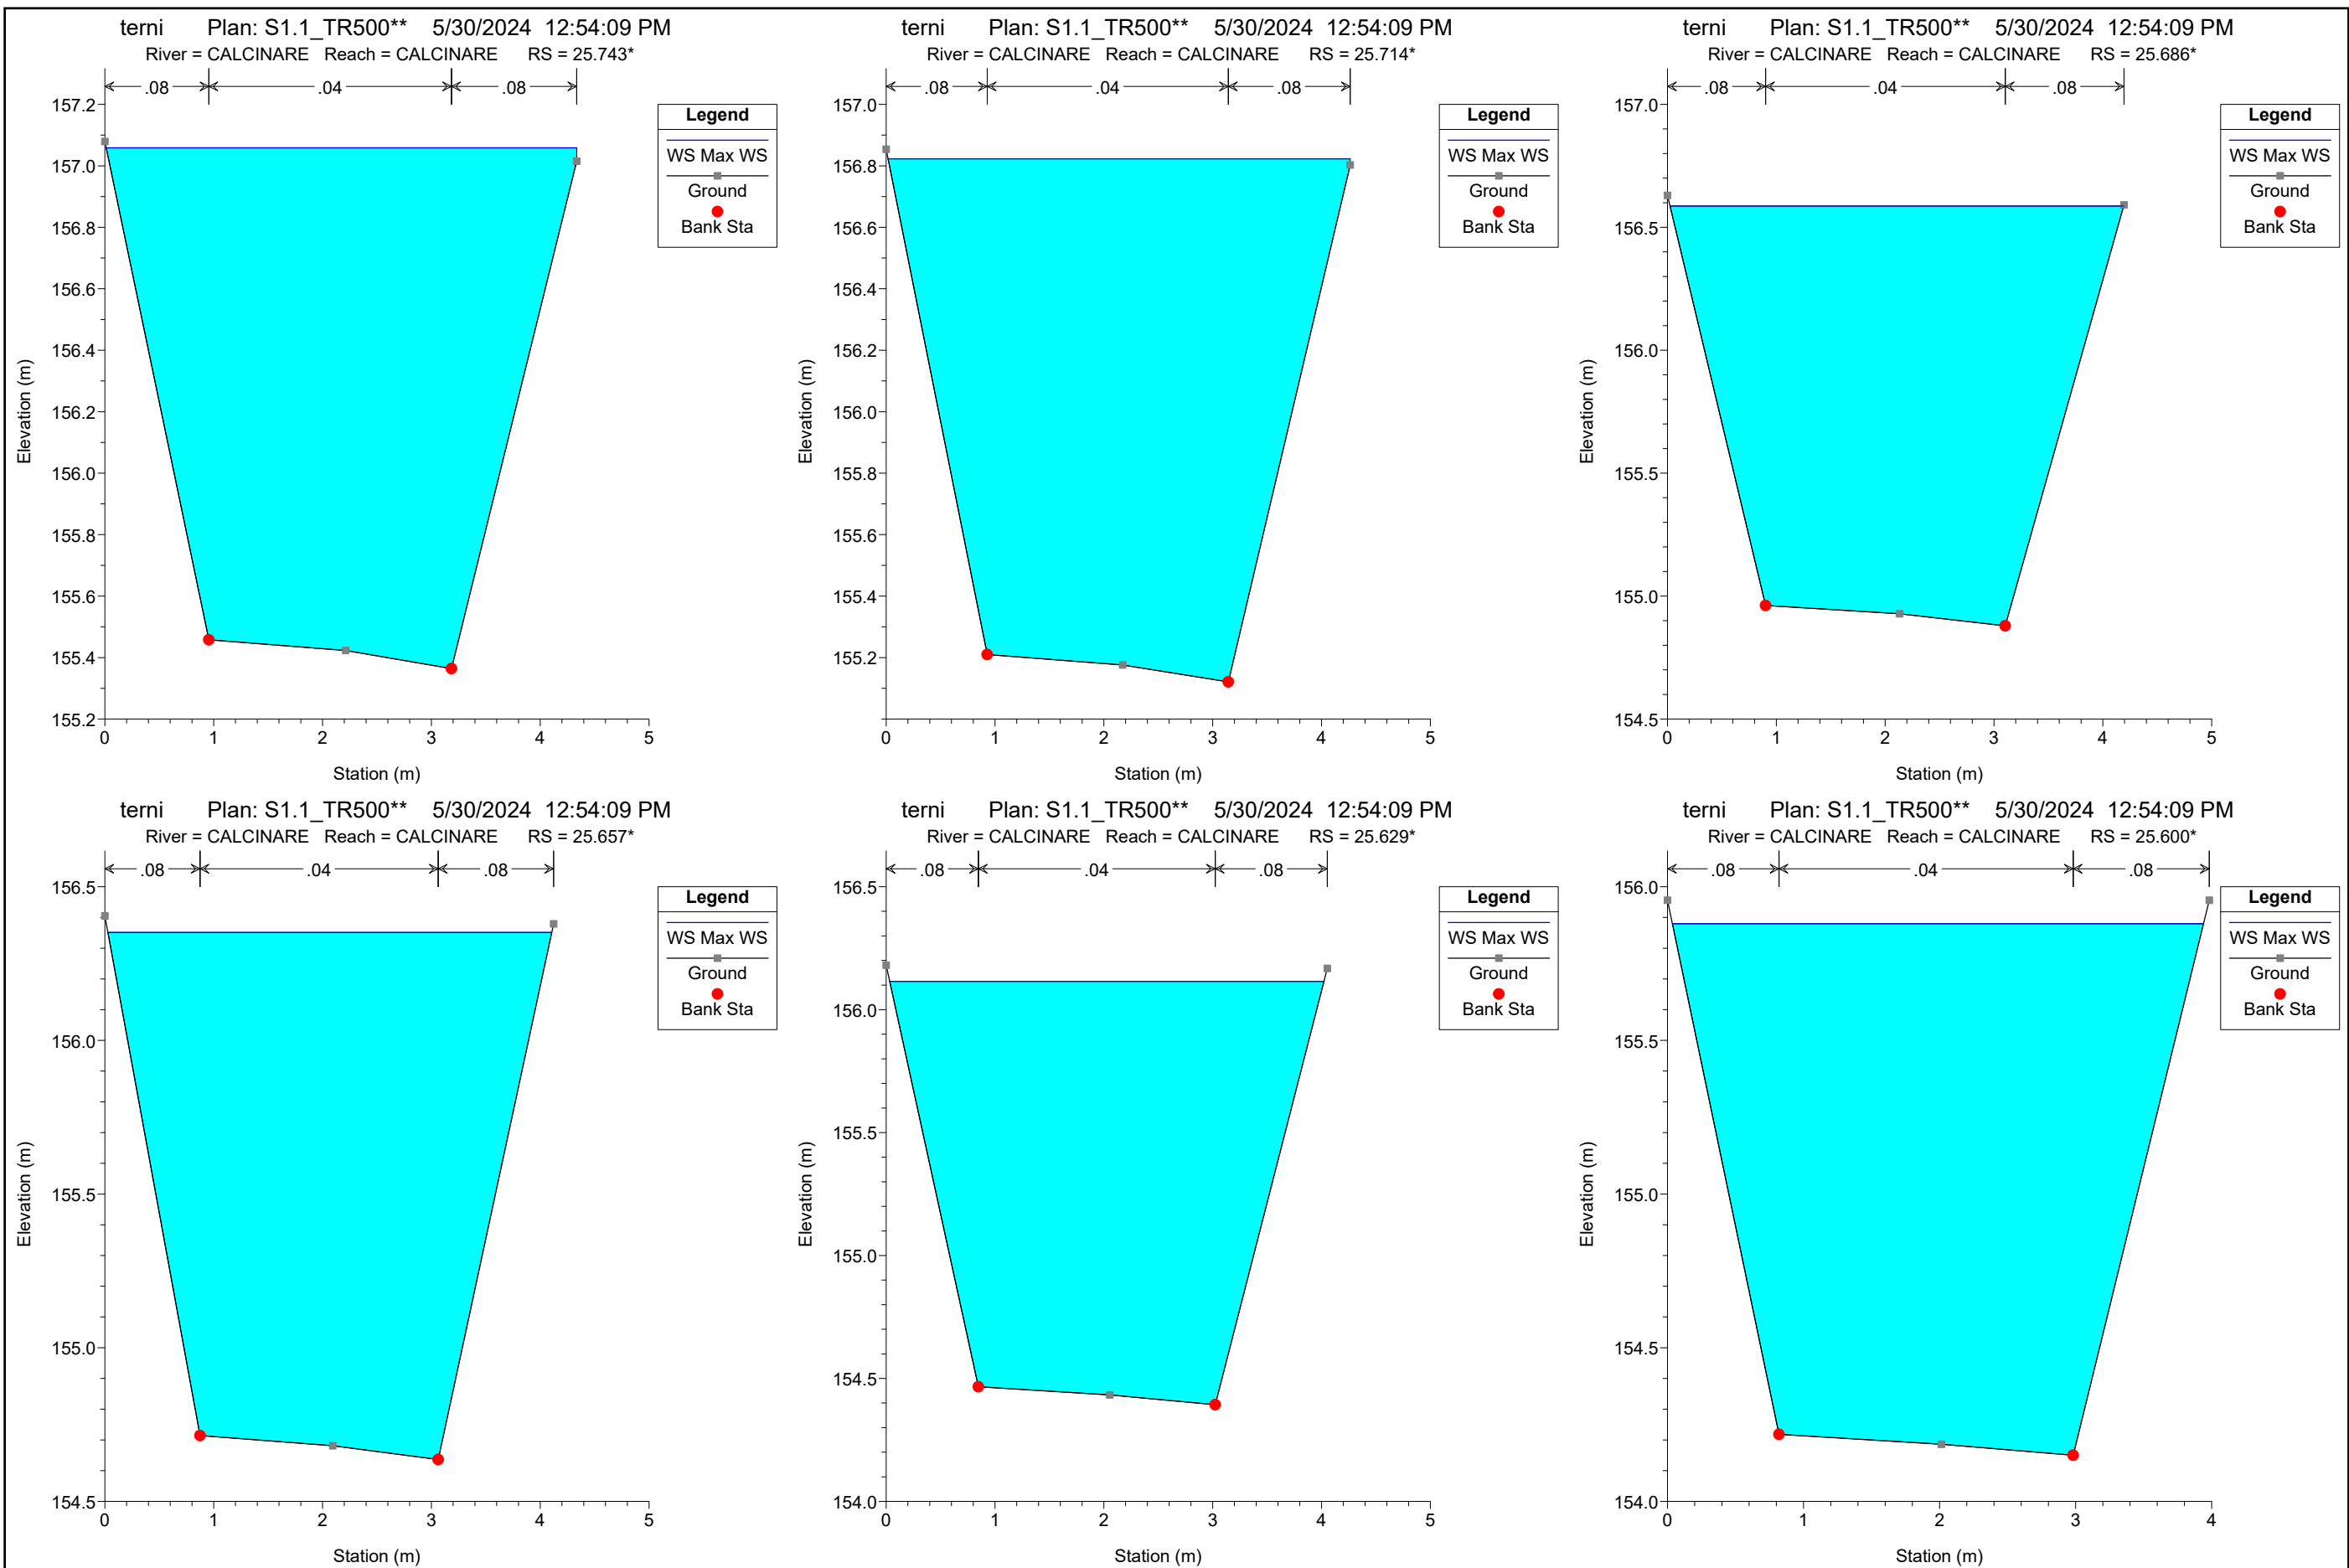 terni Plan: S1.1_TR500** 5/30/2024 12:54:09 PM
River = CALCINARE Reach = CALCINARE RS = 25.743*
.08 .04 .08
157.2
157.0
156.8
156.6
156.4
156.2
156.0
155.8
155.6
155.4
155.2
Elevation (m)
0 1 2 3 4 5
Station (m)
Legend
WS Max WS
Ground
Bank Sta
terni Plan: S1.1_TR500** 5/30/2024 12:54:09 PM
River = CALCINARE Reach = CALCINARE RS = 25.714*
.08 .04 .08
157.0
156.8
156.6
156.4
156.2
156.0
155.8
155.6
155.4
155.2
Elevation (m)
0 1 2 3 4 5
Station (m)
Legend
WS Max WS
Ground
Bank Sta
terni Plan: S1.1_TR500** 5/30/2024 12:54:09 PM
River = CALCINARE Reach = CALCINARE RS = 25.686*
.08 .04 .08
157.0
156.5
156.0
155.5
155.0
154.5
Elevation (m)
0 1 2 3 4 5
Station (m)
Legend
WS Max WS
Ground
Bank Sta
terni Plan: S1.1_TR500** 5/30/2024 12:54:09 PM
River = CALCINARE Reach = CALCINARE RS = 25.657*
.08 .04 .08
156.5
156.0
155.5
155.0
154.5
Elevation (m)
0 1 2 3 4 5
Station (m)
Legend
WS Max WS
Ground
Bank Sta
terni Plan: S1.1_TR500** 5/30/2024 12:54:09 PM
River = CALCINARE Reach = CALCINARE RS = 25.629*
.08 .04 .08
156.5
156.0
155.5
155.0
154.5
154.0
Elevation (m)
0 1 2 3 4 5
Station (m)
Legend
WS Max WS
Ground
Bank Sta
terni Plan: S1.1_TR500** 5/30/2024 12:54:09 PM
River = CALCINARE Reach = CALCINARE RS = 25.600*
.08 .04 .08
156.0
155.5
155.0
154.5
154.0
Elevation (m)
0 1 2 3 4
Station (m)
Legend
WS Max WS
Ground
Bank Sta